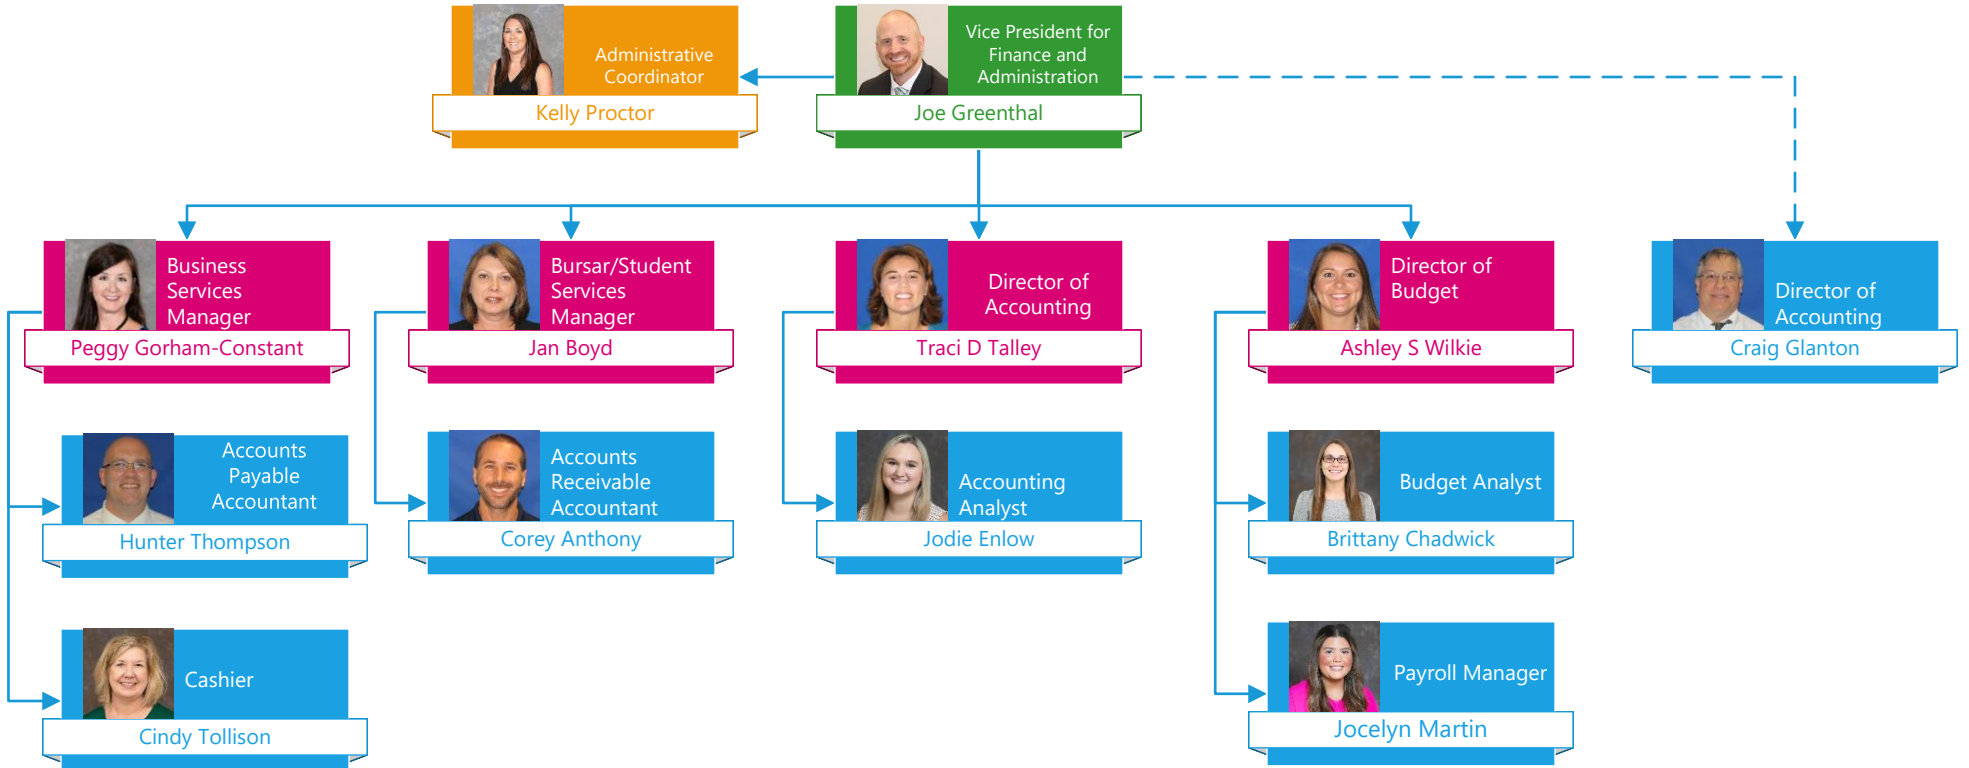 Administrative
Coordinator
Kelly Proctor
Vice President for
Finance and
Administration
Joe Greenthal
Business
Services
Manager
Peggy Gorham-Constant
Bursar/Student
Services
Manager
Jan Boyd
Director of
Accounting
Traci D Talley
Director of
Budget
Ashley S Wilkie
Director of
Accounting
Craig Glanton
Accounts
Payable
Accountant
Hunter Thompson
Accounts
Receivable
Accountant
Corey Anthony
Accounting
Analyst
Jodie Enlow
Budget Analyst
Brittany Chadwick
Cashier
Cindy Tollison
Payroll Manager
Jocelyn Martin